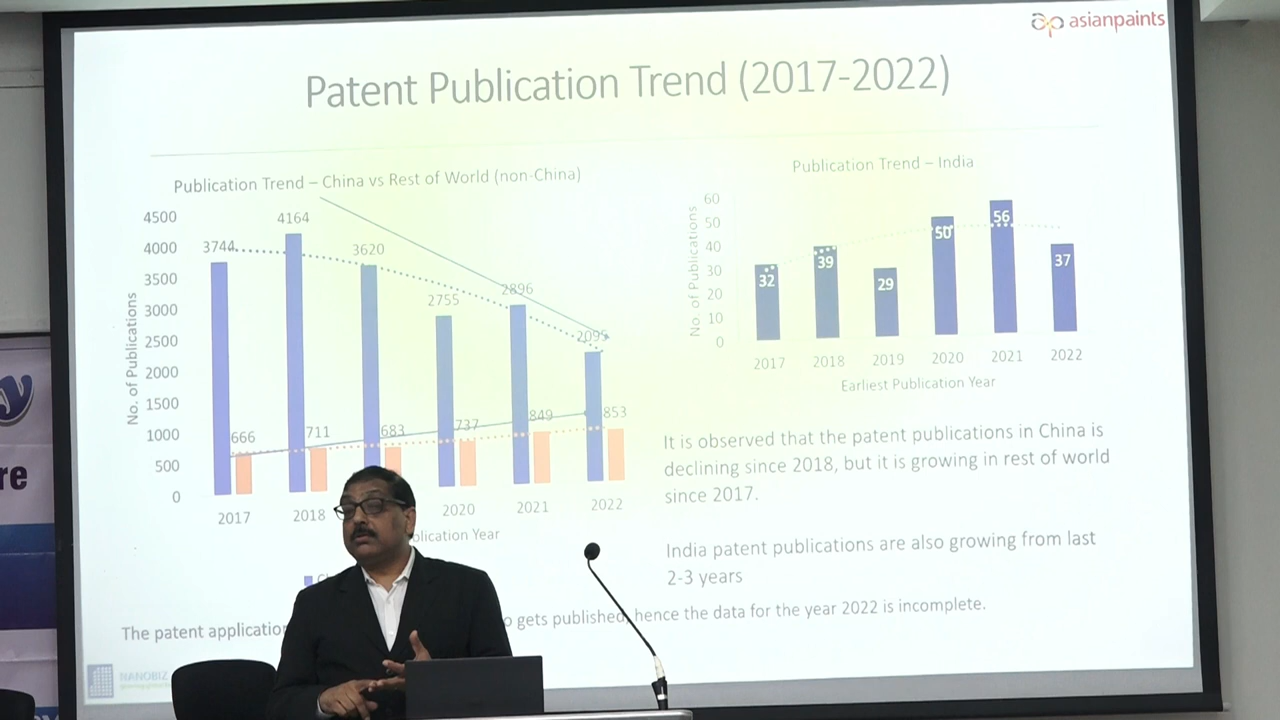 asianpaints
Patent Publication Trend (2017-2022)
Publication Trend – China vs Rest of World (non-China)
No. of Publications
4500
4000
3500
3000
2500
2000
1500
1000
500
0
3744
4164
3620
2755
2896
2095
666
711
683
737
849
853
2017
2018
2020
2021
2022
Year
Publication Trend – India
No. of Publications
60
50
40
30
20
10
0
32
39
29
50
56
37
2017
2018
2019
2020
2021
2022
Earliest Publication Year
It is observed that the patent publications in China is
declining since 2018, but it is growing in rest of world
since 2017.
India patent publications are also growing from last
2-3 years
The patent
gets published, hence the data for the year 2022 is incomplete.
NANOBIZ
y
re